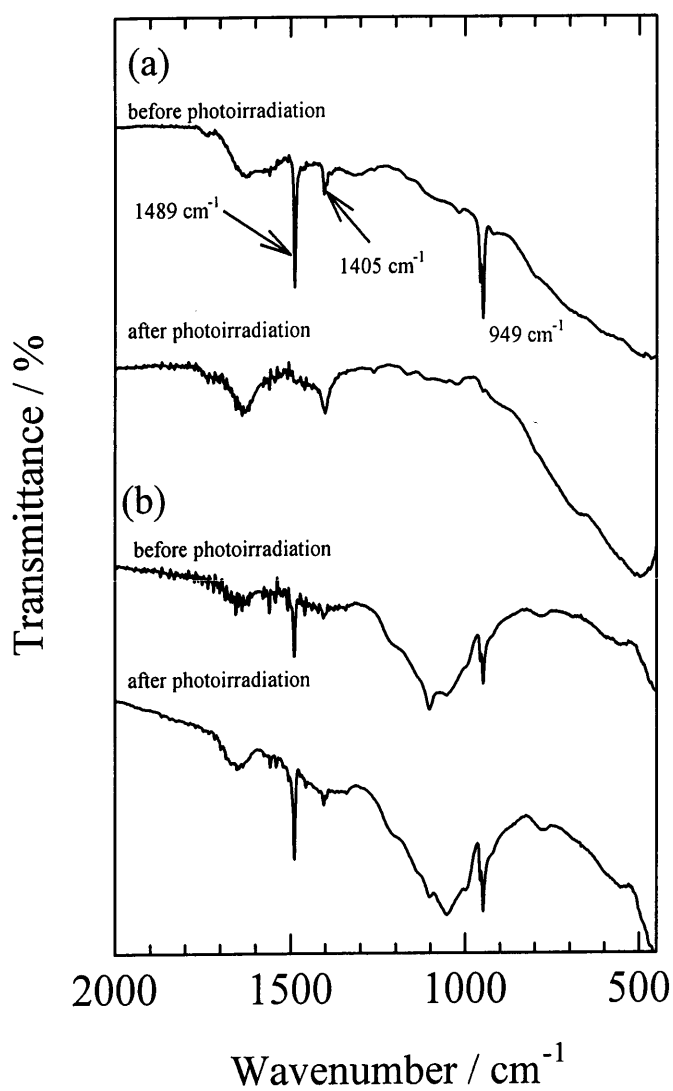 (a)
before photoirradiation
1489 cm⁻¹
1405 cm⁻¹
949 cm⁻¹
after photoirradiation
(b)
before photoirradiation
after photoirradiation
Transmittance / %
2000 1500 1000 500
Wavenumber / cm⁻¹